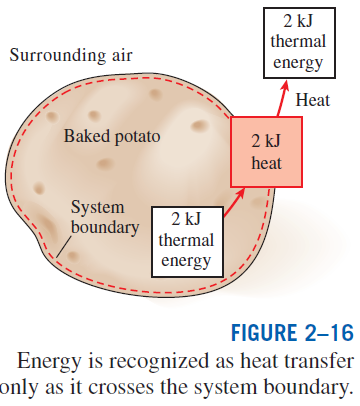 2 kJ
thermal
energy
Surrounding air
Heat
Baked potato
2 kJ
heat
System
boundary
2 kJ
thermal
energy
FIGURE 2–16
Energy is recognized as heat transfer
only as it crosses the system boundary.